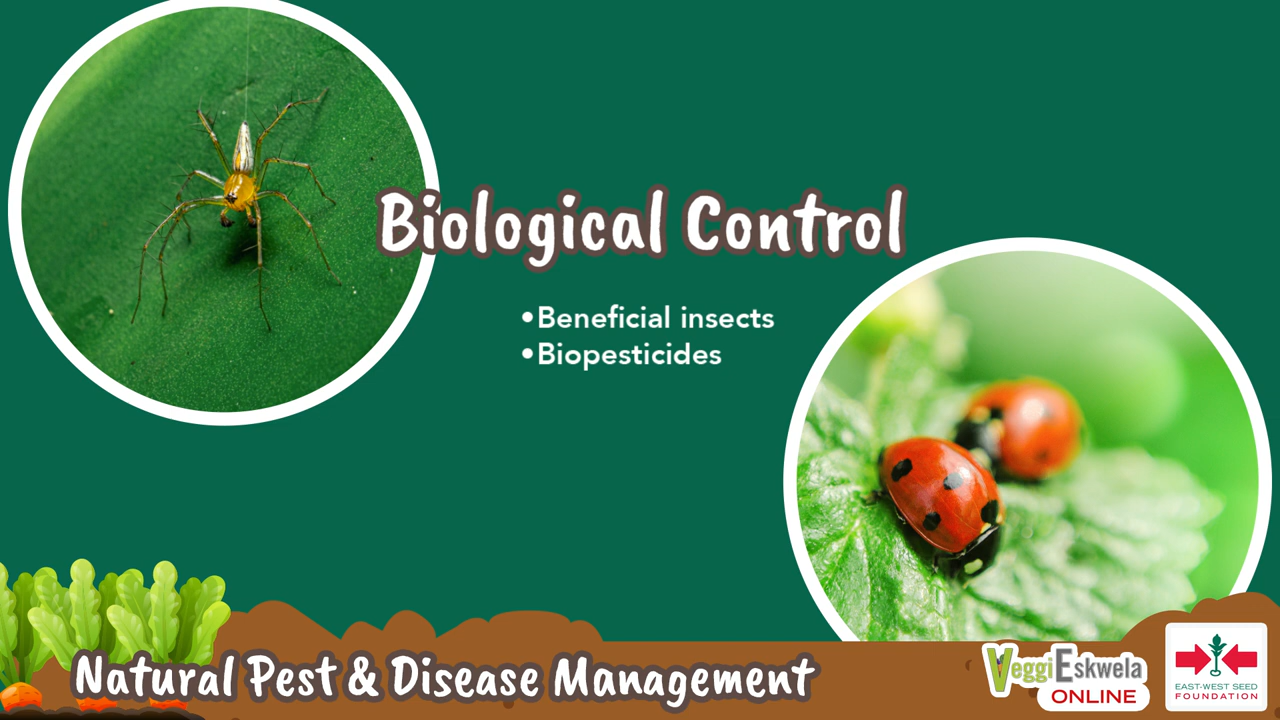 Biological Control
•Beneficial insects
•Biopesticides
Natural Pest & Disease Management
VeggiEskwela
ONLINE
EAST-WEST SEED
FOUNDATION